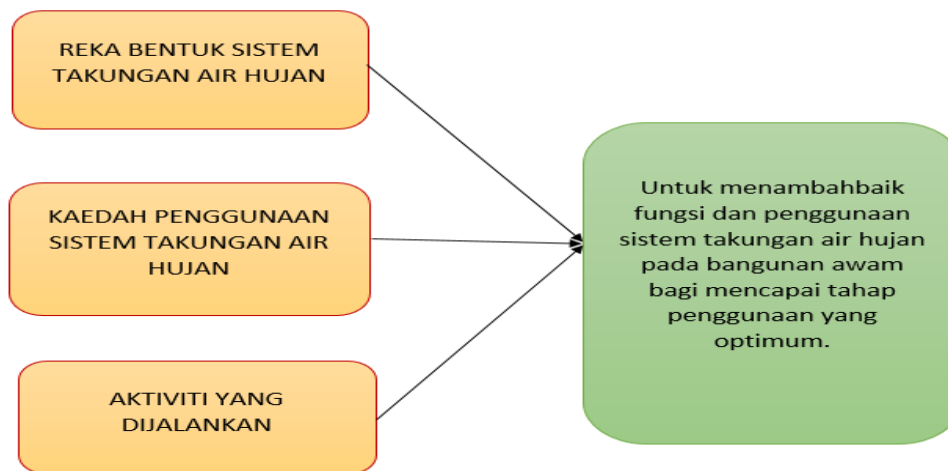 REKA BENTUK SISTEM
TAKUNGAN AIR HUJAN
KAEDAH PENGGUNAAN
SISTEM TAKUNGAN AIR
HUJAN
AKTIVITI YANG
DIJALANKAN
Untuk menambahbaik
fungsi dan penggunaan
sistem takungan air hujan
pada bangunan awam
bagi mencapai tahap
penggunaan yang
optimum.